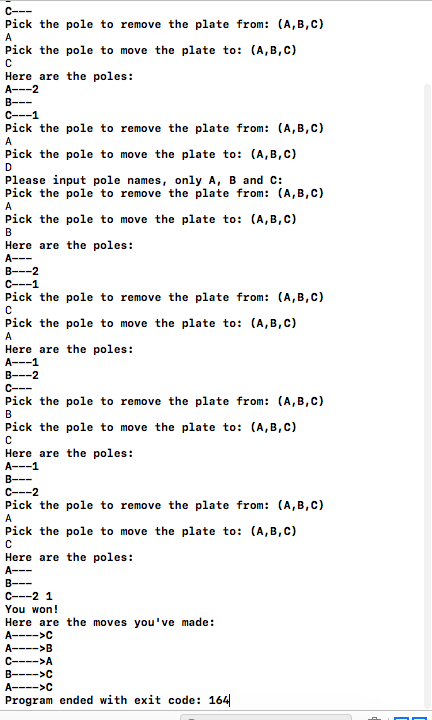 C---
Pick the pole to remove the plate from: (A,B,C)
A
Pick the pole to move the plate to: (A,B,C)
C
Here are the poles:
A---2
B---
C---1
Pick the pole to remove the plate from: (A,B,C)
A
Pick the pole to move the plate to: (A,B,C)
D
Please input pole names, only A, B and C:
Pick the pole to remove the plate from: (A,B,C)
A
Pick the pole to move the plate to: (A,B,C)
B
Here are the poles:
A---
B---2
C---1
Pick the pole to remove the plate from: (A,B,C)
C
Pick the pole to move the plate to: (A,B,C)
A
Here are the poles:
A---1
B---2
C---
Pick the pole to remove the plate from: (A,B,C)
B
Pick the pole to move the plate to: (A,B,C)
C
Here are the poles:
A---1
B---
C---2
Pick the pole to remove the plate from: (A,B,C)
A
Pick the pole to move the plate to: (A,B,C)
C
Here are the poles:
A---
B---
C---2 1
You won!
Here are the moves you've made:
A---->C
A---->B
C---->A
B---->C
A---->C
Program ended with exit code: 164